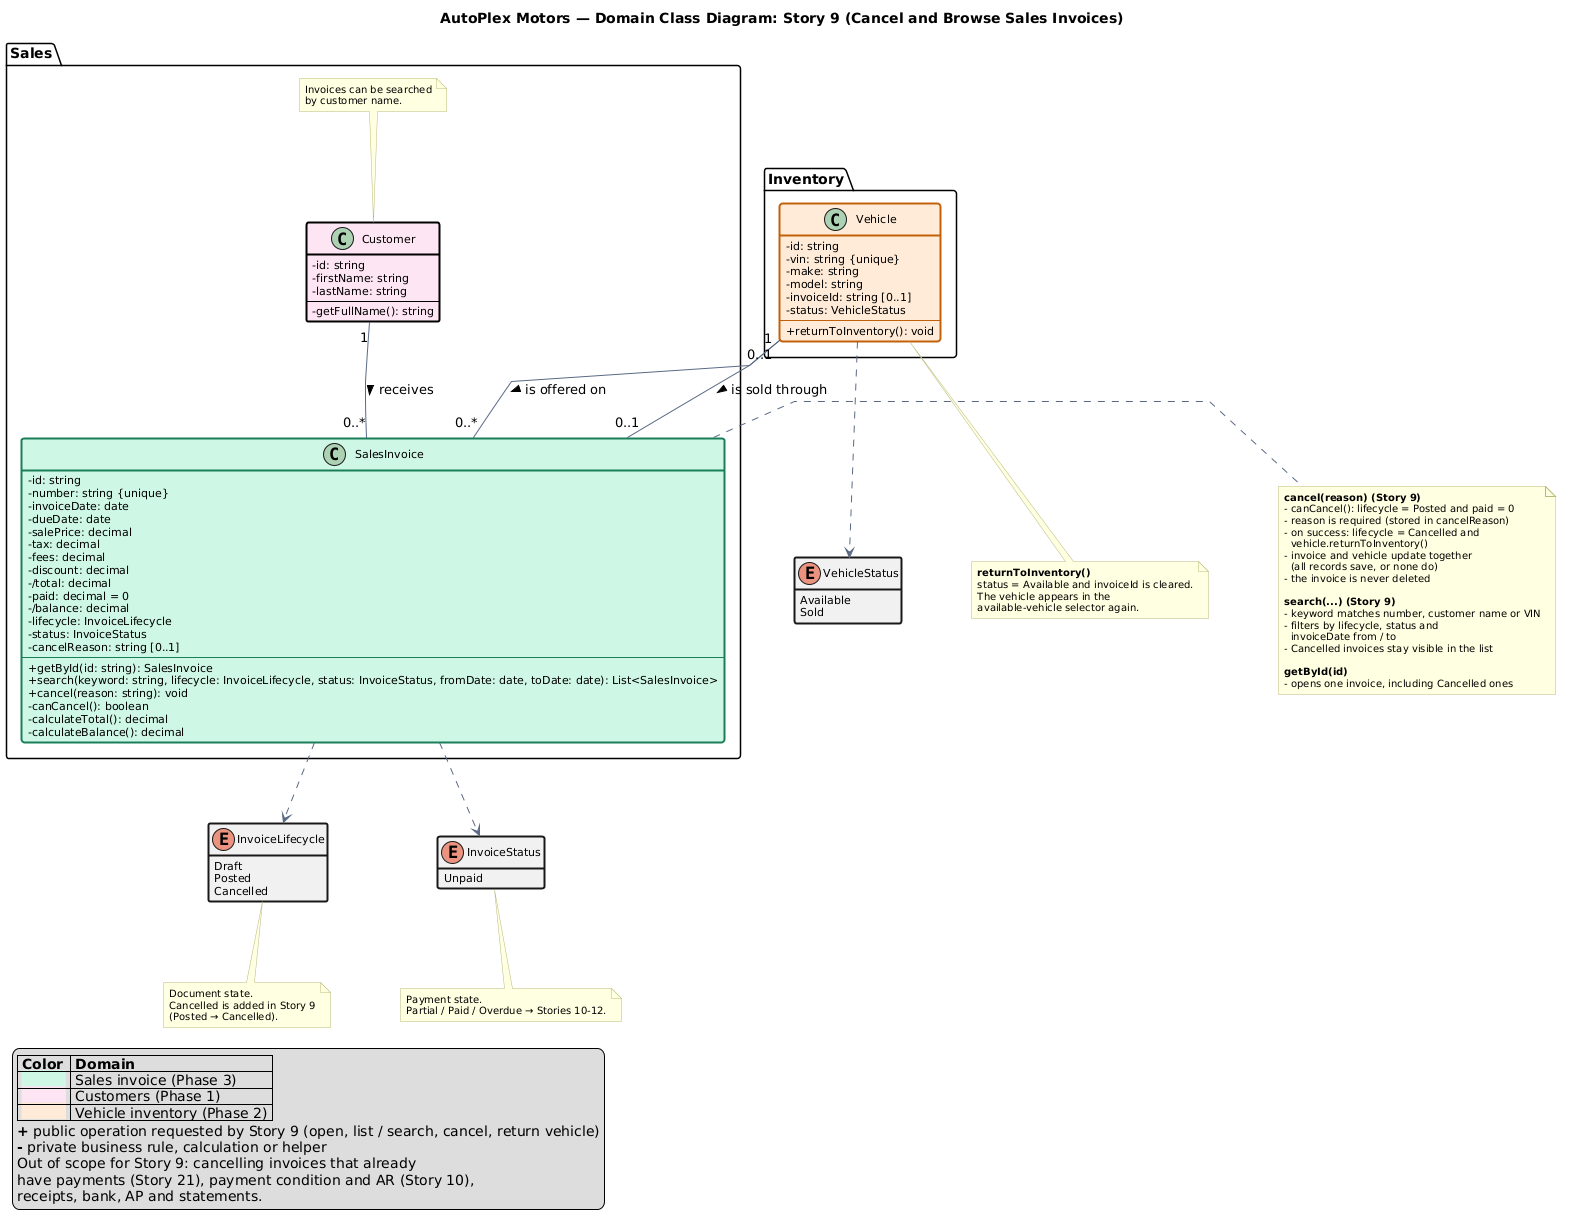 AutoPlex Motors — Domain Class Diagram: Story 9 (Cancel and Browse Sales Invoices)
Sales
Invoices can be searched
by customer name.
C Customer
-id: string
-firstName: string
-lastName: string
-getFullName(): string
Inventory
C Vehicle
-id: string
-vin: string {unique}
-make: string
-model: string
-invoiceId: string [0..1]
-status: VehicleStatus
+returnToInventory(): void
1
1
0..1
receives
is offered on
is sold through
0..*
0..*
0..1
C SalesInvoice
-id: string
-number: string {unique}
-invoiceDate: date
-dueDate: date
-salePrice: decimal
-tax: decimal
-fees: decimal
-discount: decimal
-/total: decimal
-paid: decimal = 0
-/balance: decimal
-lifecycle: InvoiceLifecycle
-status: InvoiceStatus
-cancelReason: string [0..1]
+getById(id: string): SalesInvoice
+search(keyword: string, lifecycle: InvoiceLifecycle, status: InvoiceStatus, fromDate: date, toDate: date): List<SalesInvoice>
+cancel(reason: string): void
-canCancel(): boolean
-calculateTotal(): decimal
-calculateBalance(): decimal
E VehicleStatus
Available
Sold
returnToInventory()
status = Available and invoiceId is cleared.
The vehicle appears in the
available-vehicle selector again.
cancel(reason) (Story 9)
- canCancel(): lifecycle = Posted and paid = 0
- reason is required (stored in cancelReason)
- on success: lifecycle = Cancelled and
vehicle.returnToInventory()
- invoice and vehicle update together
(all records save, or none do)
- the invoice is never deleted
search(...) (Story 9)
- keyword matches number, customer name or VIN
- filters by lifecycle, status and
invoiceDate from / to
- Cancelled invoices stay visible in the list
getById(id)
- opens one invoice, including Cancelled ones
E InvoiceLifecycle
Draft
Posted
Cancelled
E InvoiceStatus
Unpaid
Document state.
Cancelled is added in Story 9
(Posted → Cancelled).
Payment state.
Partial / Paid / Overdue → Stories 10-12.
Color Domain
Sales invoice (Phase 3)
Customers (Phase 1)
Vehicle inventory (Phase 2)
+ public operation requested by Story 9 (open, list / search, cancel, return vehicle)
- private business rule, calculation or helper
Out of scope for Story 9: cancelling invoices that already
have payments (Story 21), payment condition and AR (Story 10),
receipts, bank, AP and statements.